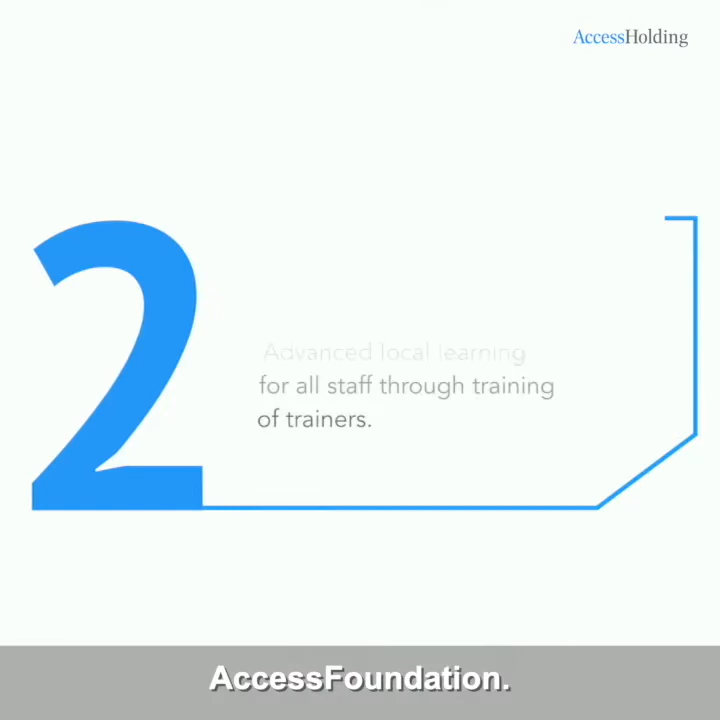 AccessHolding
2
Advanced local learning
for all staff through training
of trainers.
AccessFoundation.